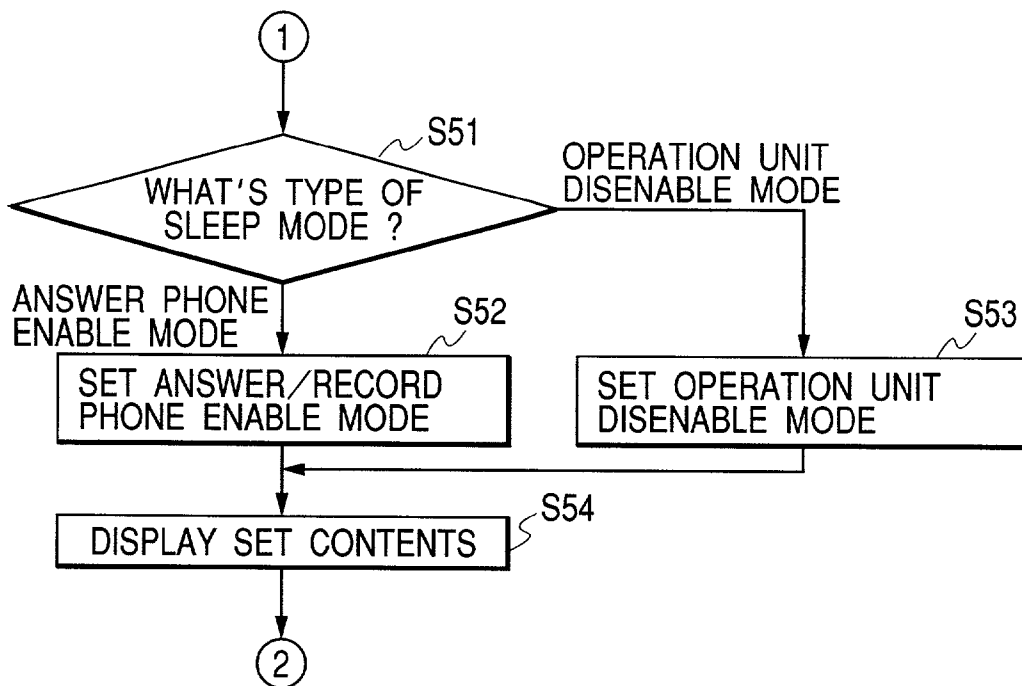 1
S51
WHAT'S TYPE OF
SLEEP MODE ?
OPERATION UNIT
DISENABLE MODE
ANSWER PHONE
ENABLE MODE
S52
SET ANSWER/RECORD
PHONE ENABLE MODE
S53
SET OPERATION UNIT
DISENABLE MODE
S54
DISPLAY SET CONTENTS
2